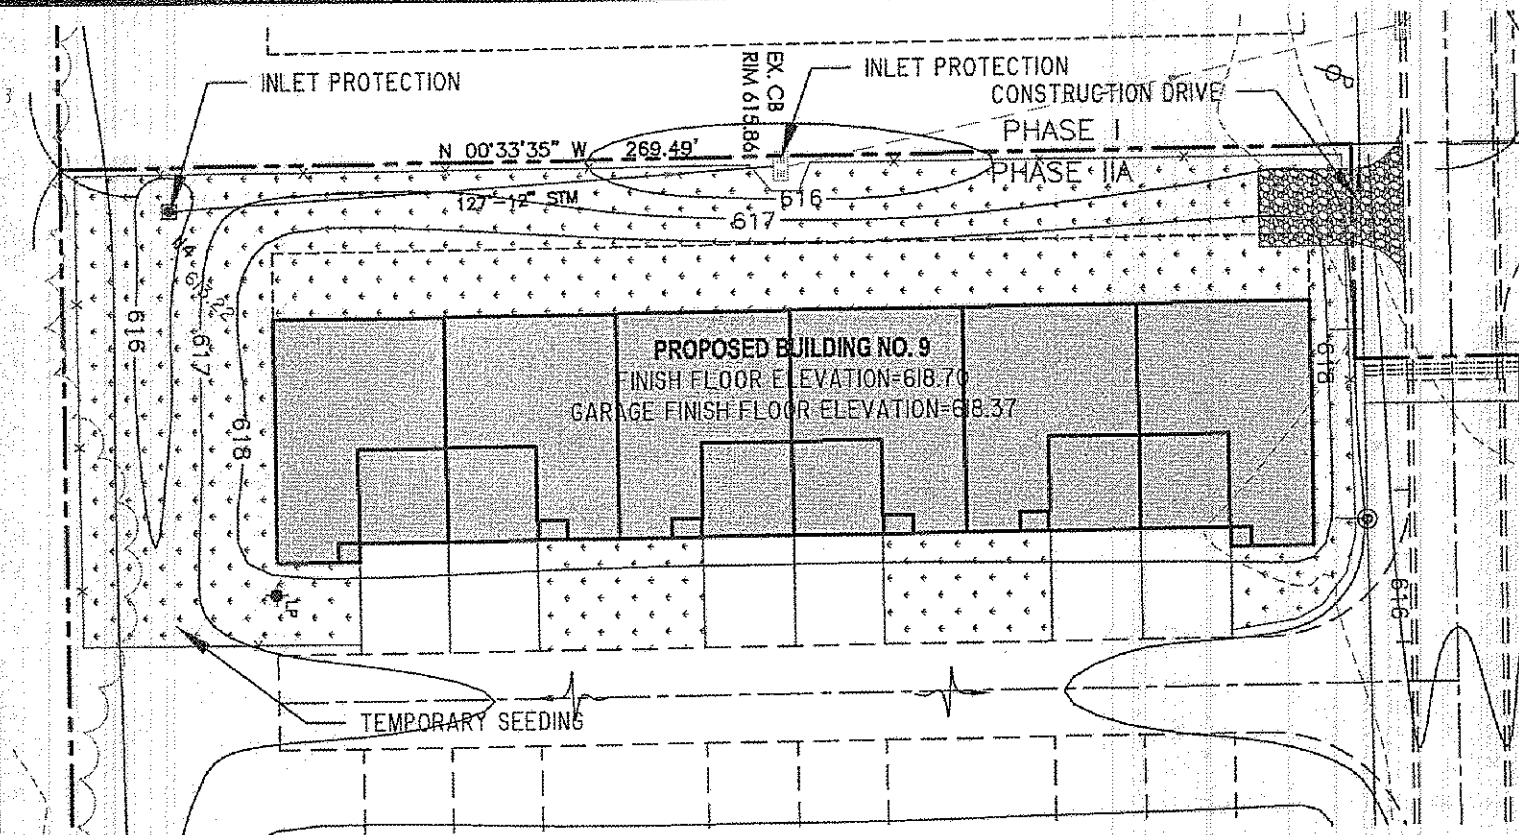 INLET PROTECTION
EX. CB
RIM 615.86
INLET PROTECTION
CONSTRUCTION DRIVE
PHASE I
N 00°33'35" W 269.49'
PHASE IIA
127'-12" STM
616
617
616
617
618
PROPOSED BUILDING NO. 9
FINISH FLOOR ELEVATION=618.70
GARAGE FINISH FLOOR ELEVATION=618.37
618
616
LP
TEMPORARY SEEDING